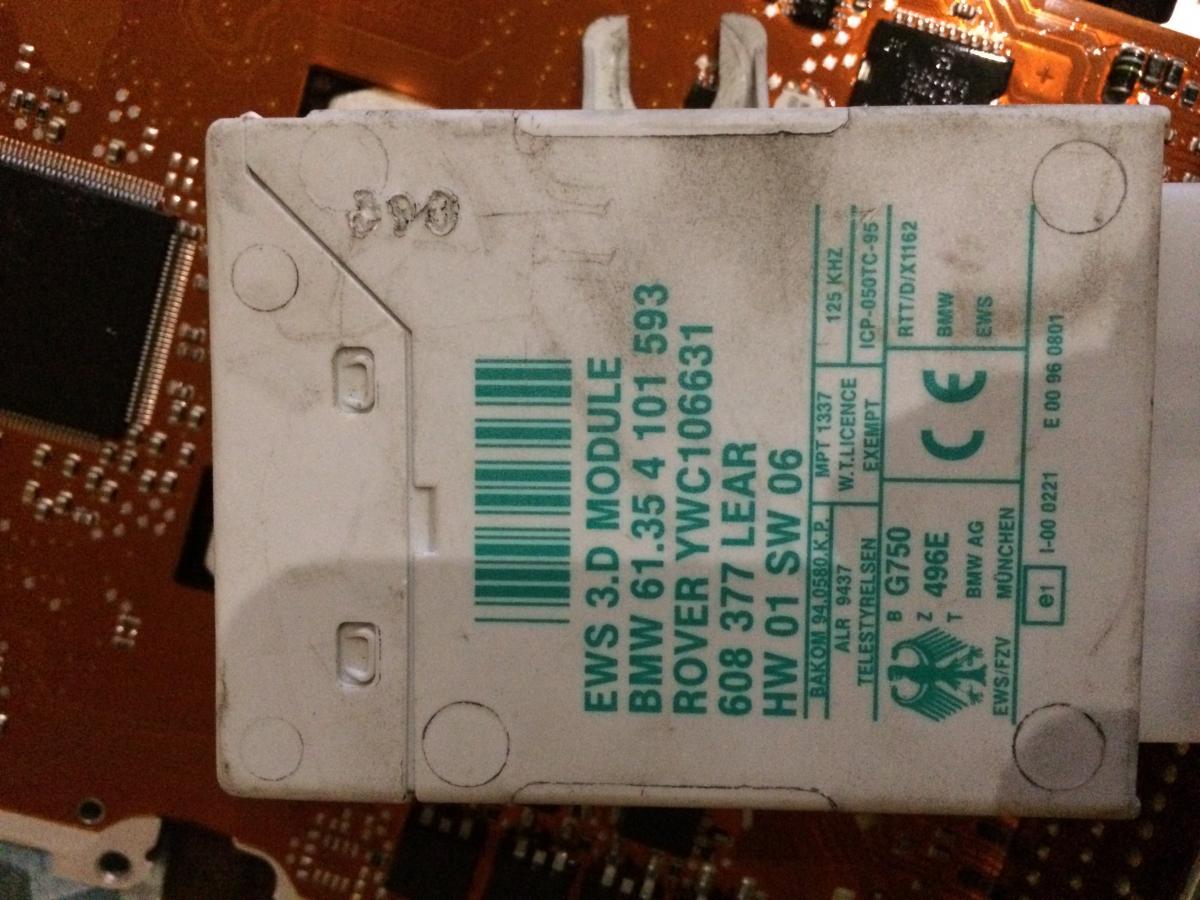 EWS 3.D MODULE
BMW 61.35 4 101 593
ROVER YWC106631
608 377 LEAR
HW 01 SW 06
BAKOM 94.0580.K.P.
ALR 9437
TELESTYRELSEN
MPT 1337
W.T.LICENCE
EXEMPT
125 KHZ
ICP-050TC-95
B G750
Z 496E
T BMW AG
EWS/FZV MÜNCHEN
CE
RTT/D/X1162
BMW
EWS
e1 I-00 0221 E 00 96 0801